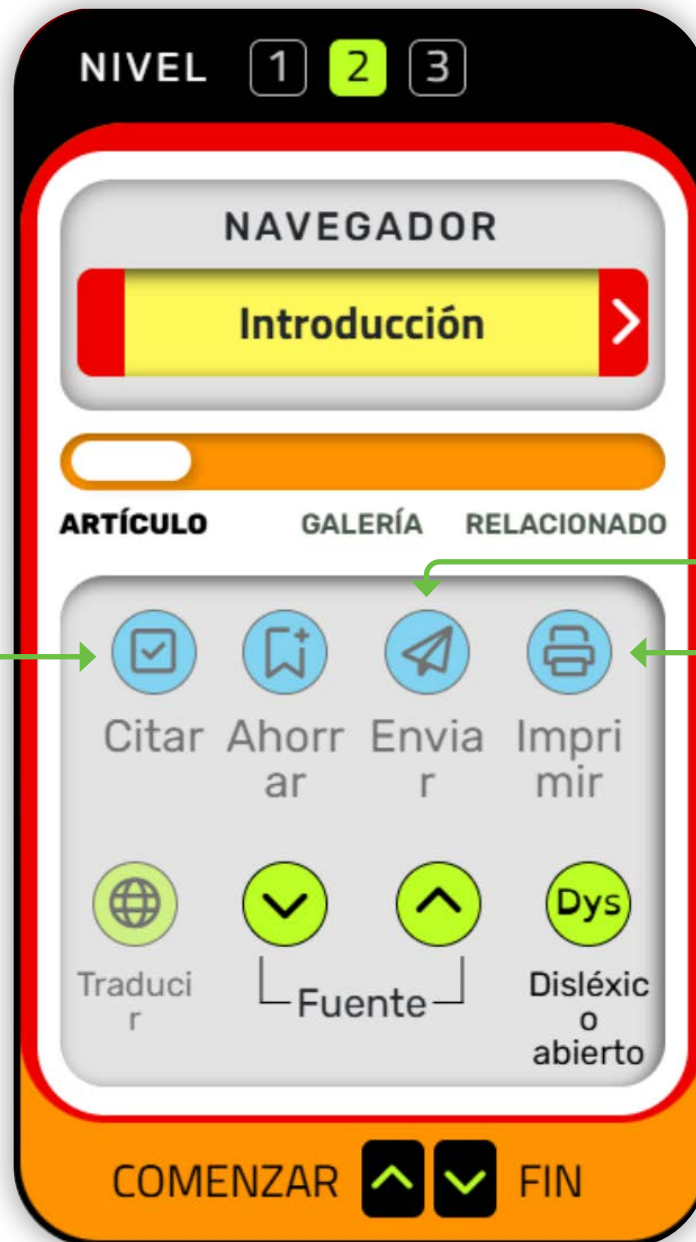 NIVEL 1 2 3
NAVEGADOR
Introducción
ARTÍCULO GALERÍA RELACIONADO
Citar Ahorr Envia Impri
ar r mir
Dys
Traduci Fuente Disléxic
r o
abierto
COMENZAR FIN